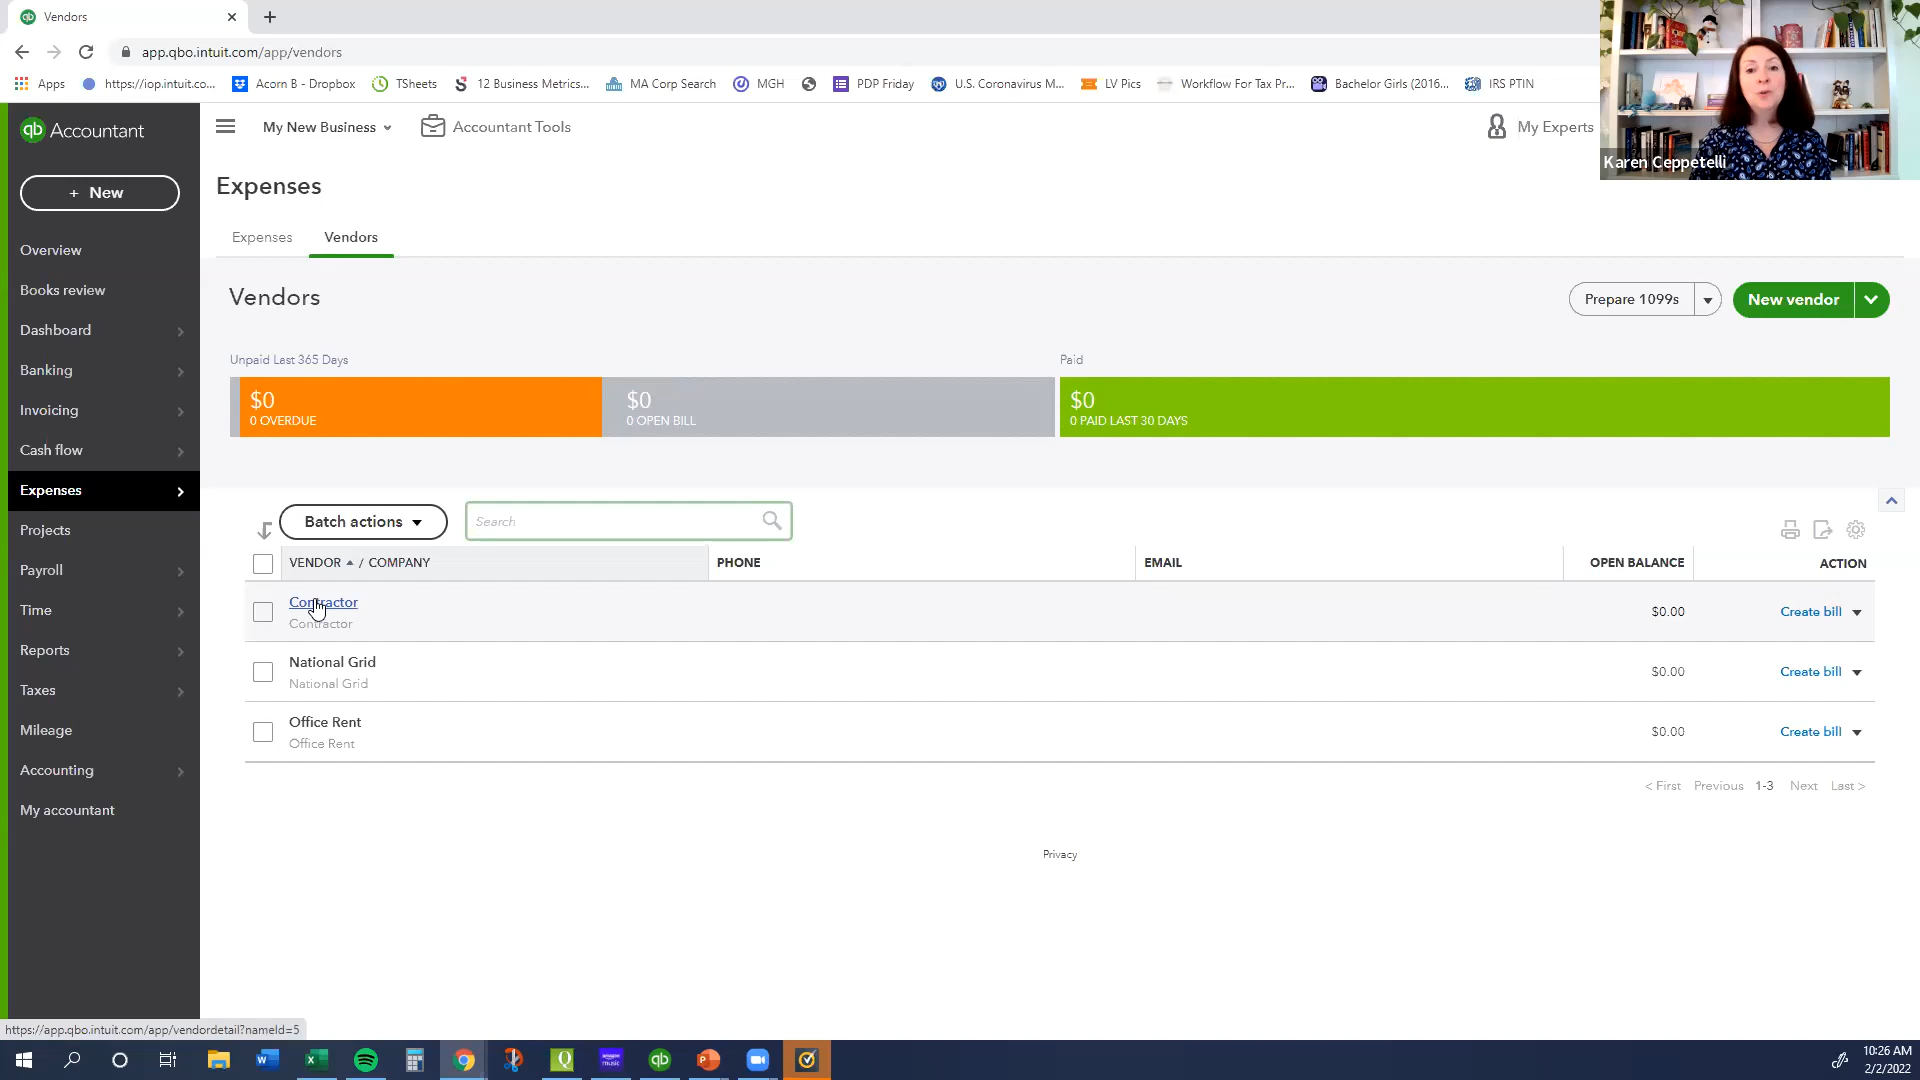 Vendors
app.qbo.intuit.com/app/vendors
Apps
https://iop.intuit.co...
Acorn B - Dropbox
TSheets
12 Business Metrics...
MA Corp Search
MGH
PDP Friday
U.S. Coronavirus M...
LV Pics
Workflow For Tax Pr...
Bachelor Girls (2016...
IRS PTIN
Karen Ceppetelli
qb Accountant
My New Business
Accountant Tools
My Experts
+ New
Overview
Books review
Dashboard
Banking
Invoicing
Cash flow
Expenses
Projects
Payroll
Time
Reports
Taxes
Mileage
Accounting
My accountant
Expenses
Expenses
Vendors
Vendors
Prepare 1099s
New vendor
Unpaid Last 365 Days
Paid
$0
0 OVERDUE
$0
0 OPEN BILL
$0
0 PAID LAST 30 DAYS
Batch actions
Search
VENDOR / COMPANY
PHONE
EMAIL
OPEN BALANCE
ACTION
Contractor
Contractor
$0.00
Create bill
National Grid
National Grid
$0.00
Create bill
Office Rent
Office Rent
$0.00
Create bill
< First Previous 1-3 Next Last >
Privacy
https://app.qbo.intuit.com/app/vendordetail?nameId=5
10:26 AM
2/2/2022